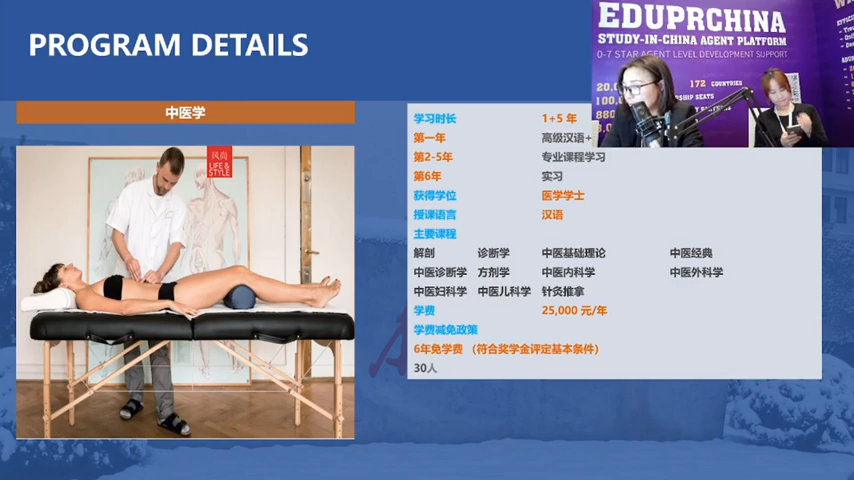 PROGRAM DETAILS
EDUPRCHINA
STUDY-IN-CHINA AGENT PLATFORM
0-7 STAR AGENT LEVEL DEVELOPMENT SUPPORT
172 COUNTRIES
中医学
风尚
LIFE &
STYLE
学习时长 1+5 年
第一年 高级汉语+
第2-5年 专业课程学习
第6年 实习
获得学位 医学学士
授课语言 汉语
主要课程
解剖 诊断学 中医基础理论 中医经典
中医诊断学 方剂学 中医内科学 中医外科学
中医妇科学 中医儿科学 针灸推拿
学费 25,000 元/年
学费减免政策
6年免学费 （符合奖学金评定基本条件）
30人